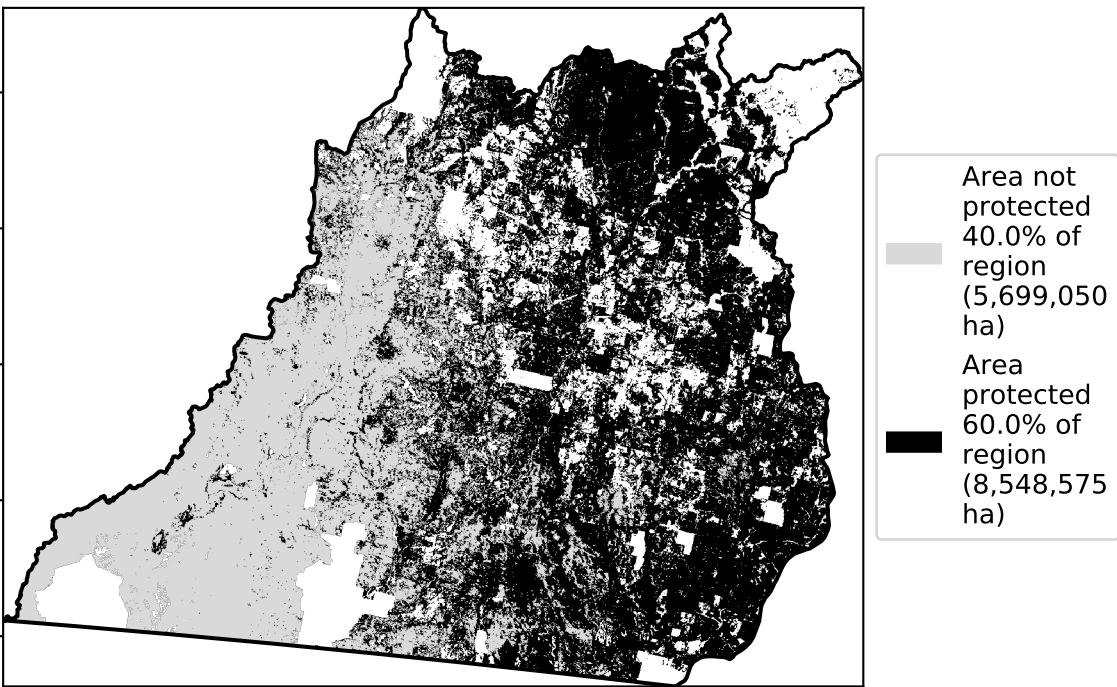 Area not
protected
40.0% of
region
(5,699,050
ha)
Area
protected
60.0% of
region
(8,548,575
ha)